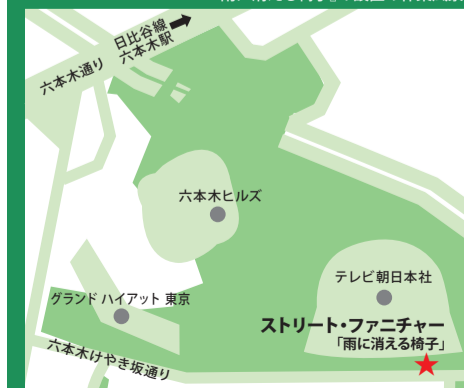 日比谷線
六本木駅
六本木通り
六本木ヒルズ
テレビ朝日本社
グランド ハイアット 東京
ストリート・ファニチャー
「雨に消える椅子」
六本木けやき坂通り